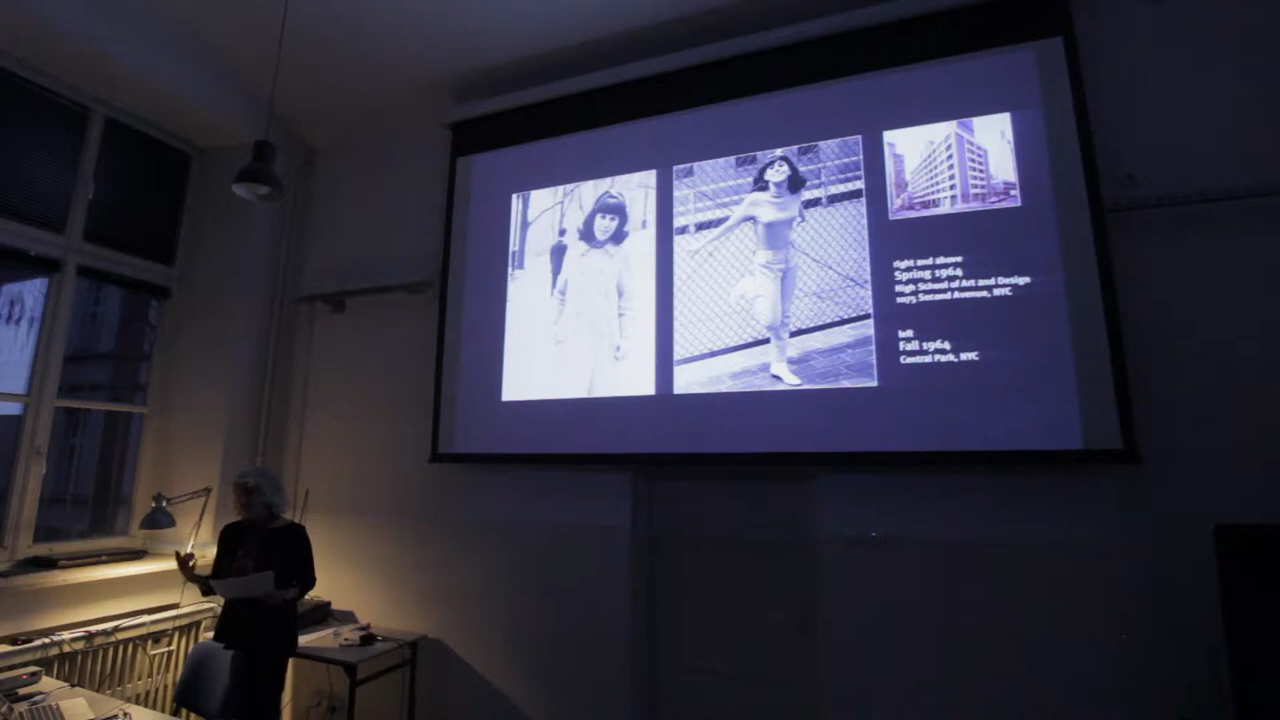 right and above
Spring 1964
High School of Art and Design
1075 Second Avenue, NYC
left
Fall 1964
Central Park, NYC